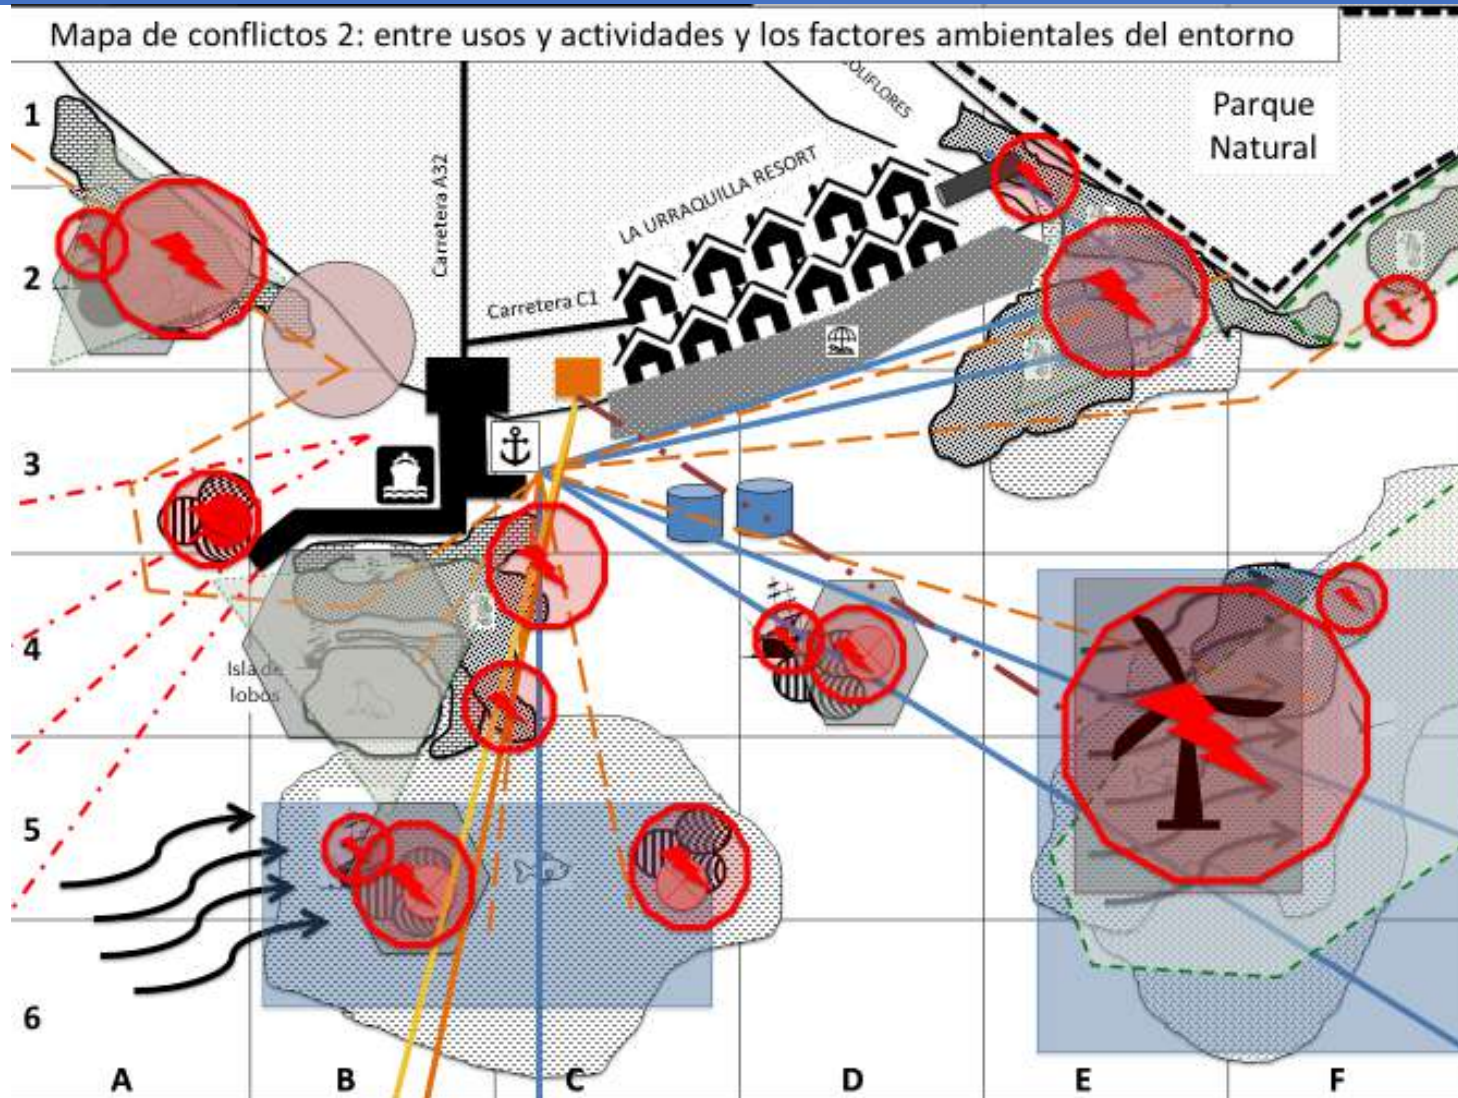 Mapa de conflictos 2: entre usos y actividades y los factores ambientales del entorno
1
Parque
Natural
LA URRAQUILLA RESORT
Carretera A32
2
Carretera C1
3
4
Isla de
lobos
5
6
A
B
C
D
E
F